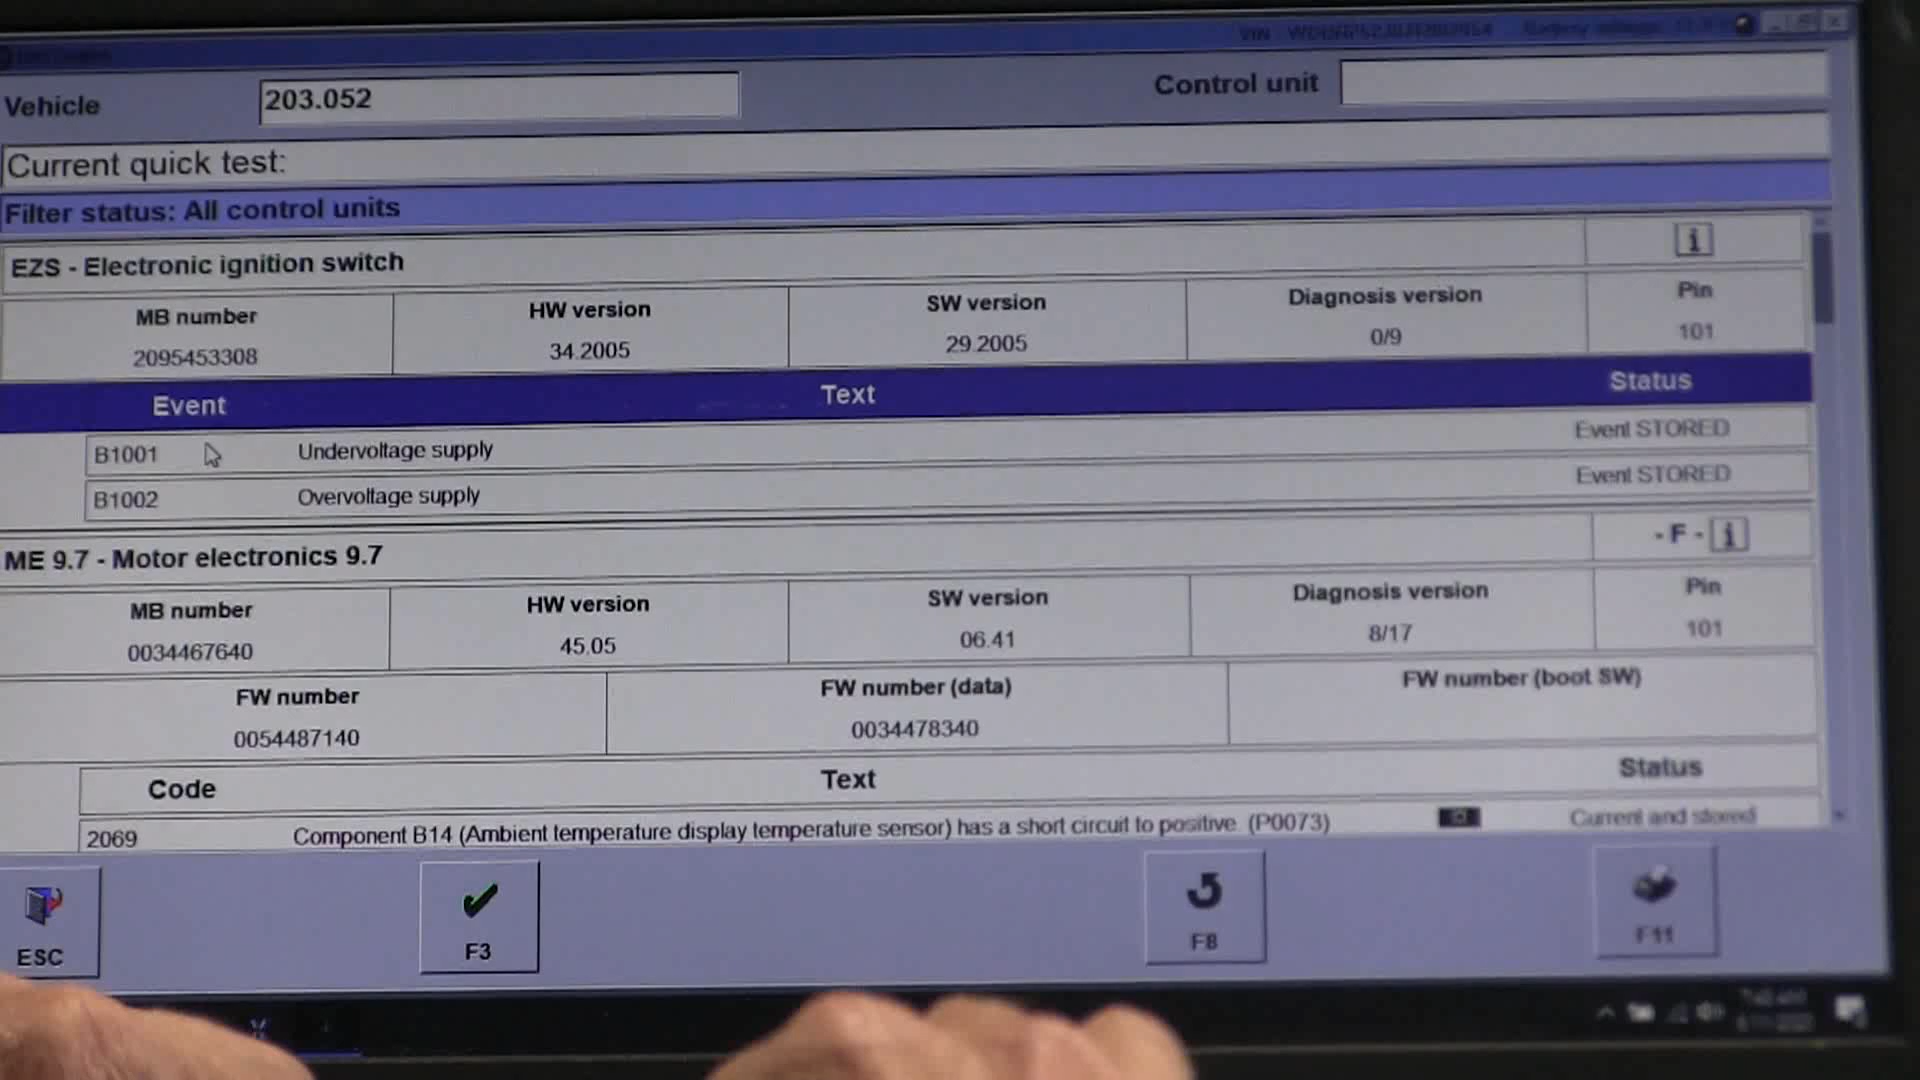 VIN
Vehicle 203.052 Control unit
Current quick test:
Filter status: All control units
EZS - Electronic ignition switch i
MB number HW version SW version Diagnosis version Pin
2095453308 34.2005 29.2005 0/9 101
Event Text Status
B1001 Undervoltage supply Event STORED
B1002 Overvoltage supply Event STORED
ME 9.7 - Motor electronics 9.7 - F - i
MB number HW version SW version Diagnosis version Pin
0034467640 45.05 06.41 8/17 101
FW number FW number (data) FW number (boot SW)
0054487140 0034478340
Code Text Status
2069 Component B14 (Ambient temperature display temperature sensor) has a short circuit to positive. (P0073) Current and stored
ESC F3 F8 F11